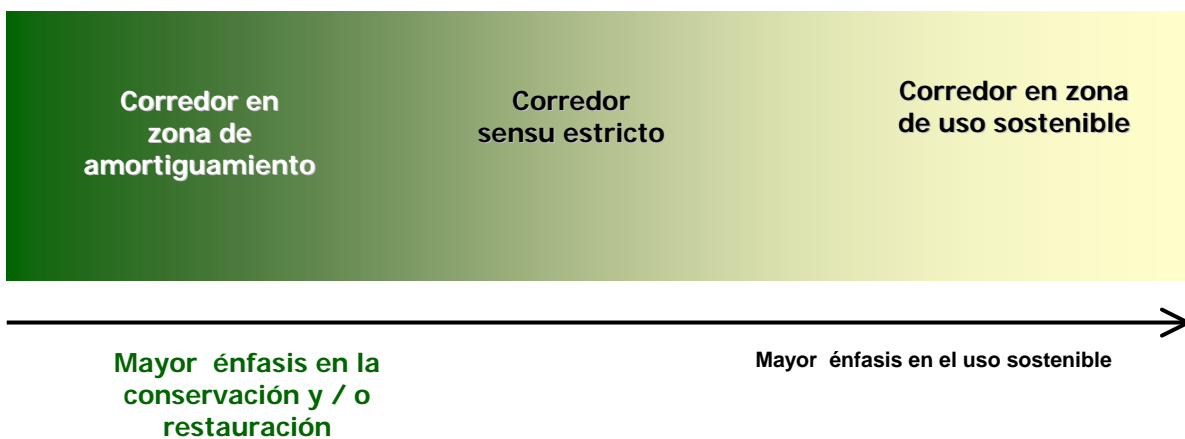 Corredor en
zona de
amortiguamiento
Corredor
sensu estricto
Corredor en zona
de uso sostenible
Mayor énfasis en la
conservación y / o
restauración
Mayor énfasis en el uso sostenible